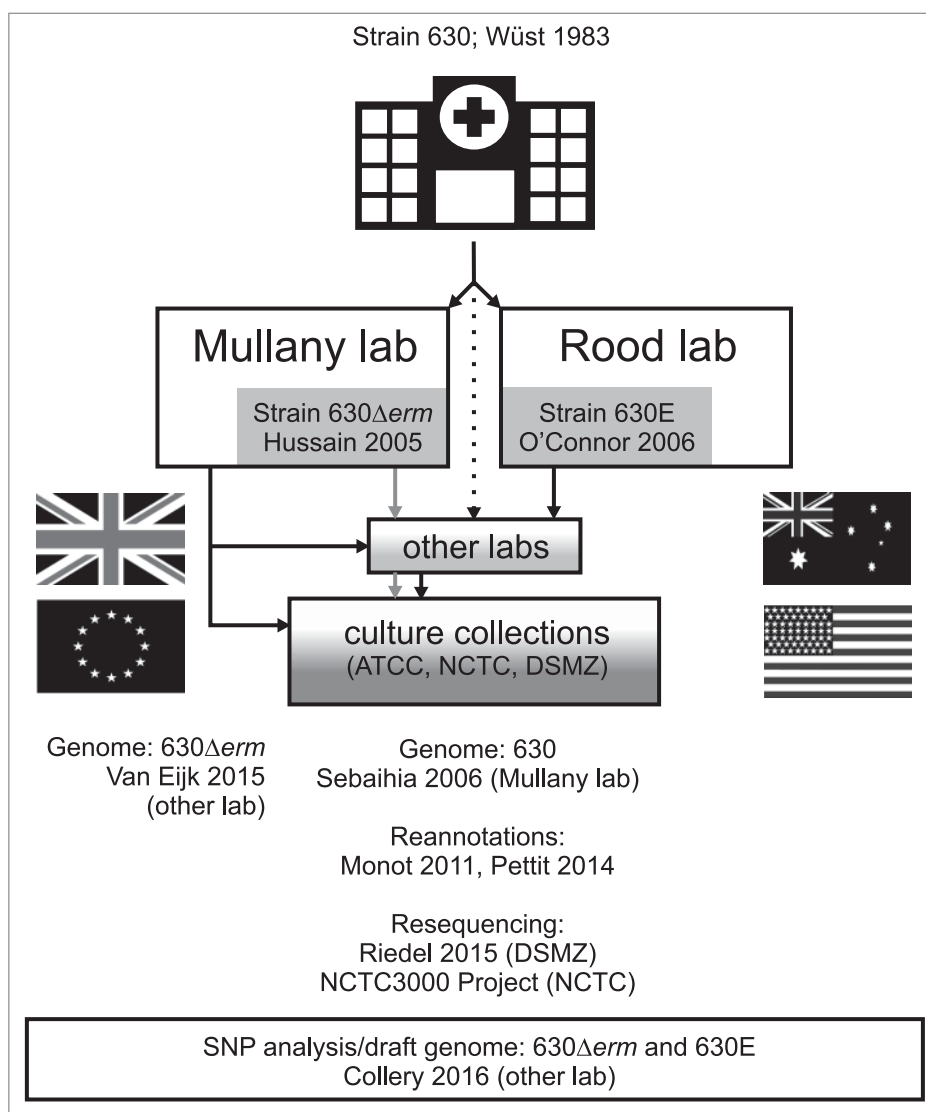 Strain 630; Wüst 1983
Mullany lab
Strain 630Δerm
Hussain 2005
Rood lab
Strain 630E
O'Connor 2006
other labs
culture collections
(ATCC, NCTC, DSMZ)
Genome: 630Δerm
Van Eijk 2015
(other lab)
Genome: 630
Sebaihia 2006 (Mullany lab)
Reannotations:
Monot 2011, Pettit 2014
Resequencing:
Riedel 2015 (DSMZ)
NCTC3000 Project (NCTC)
SNP analysis/draft genome: 630Δerm and 630E
Collery 2016 (other lab)